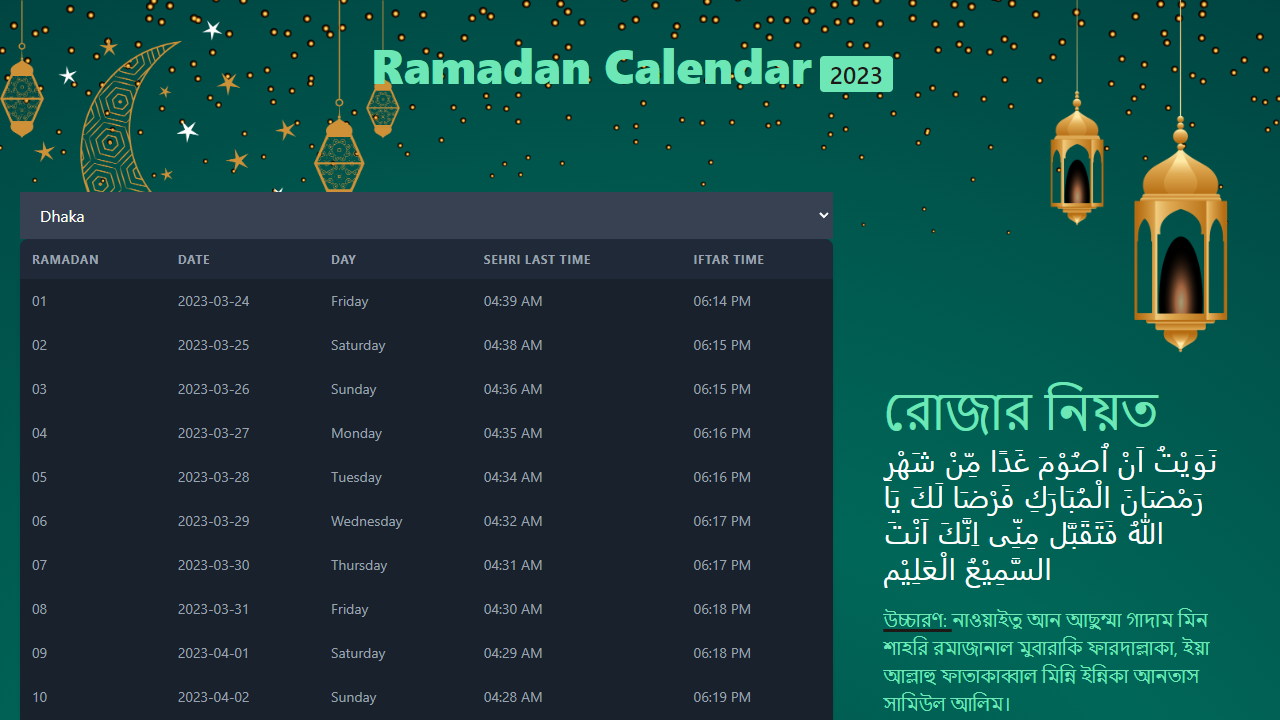 Ramadan Calendar 2023
Dhaka
RAMADAN DATE DAY SEHRI LAST TIME IFTAR TIME
01 2023-03-24 Friday 04:39 AM 06:14 PM
02 2023-03-25 Saturday 04:38 AM 06:15 PM
03 2023-03-26 Sunday 04:36 AM 06:15 PM
04 2023-03-27 Monday 04:35 AM 06:16 PM
05 2023-03-28 Tuesday 04:34 AM 06:16 PM
06 2023-03-29 Wednesday 04:32 AM 06:17 PM
07 2023-03-30 Thursday 04:31 AM 06:17 PM
08 2023-03-31 Friday 04:30 AM 06:18 PM
09 2023-04-01 Saturday 04:29 AM 06:18 PM
10 2023-04-02 Sunday 04:28 AM 06:19 PM
রোজার নিয়ত
نَوَيْتُ اَنْ اَصُوْمَ غَدًا مِّنْ شَهْرِ
رَمْضَانَ الْمُبَارَكِ فَرْضَا لَكَ يَا
اللهُ فَتَقَبَّل مِنِّى اِنَّكَ اَنْتَ
السَّمِيْعُ الْعَلِيْم
উচ্চারণ: নাওয়াইতু আন আছুম্মা গাদাম মিন
শাহরি রমাজানাল মুবারাকি ফারদাল্লাকা, ইয়া
আল্লাহু ফাতাকাব্বাল মিন্নি ইন্নিকা আনতাস
সামিউল আলিম।